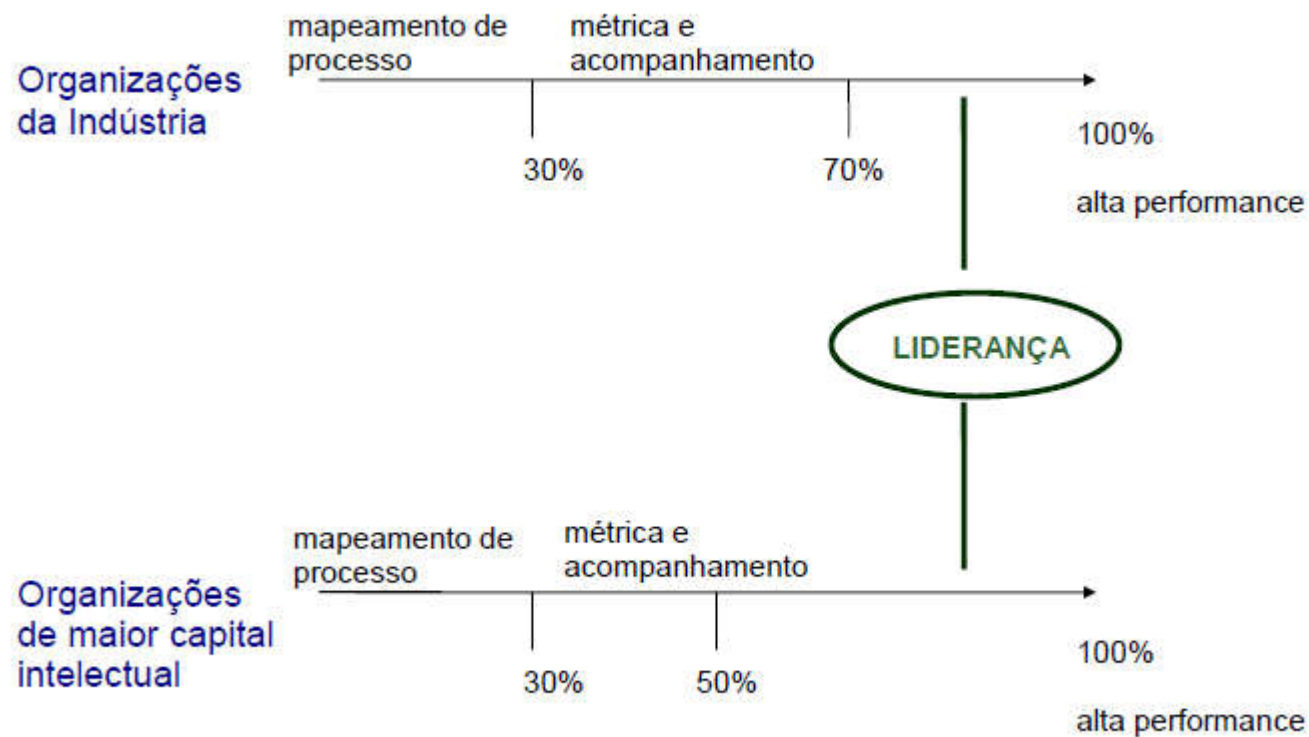 mapeamento de
processo
métrica e
acompanhamento
Organizações
da Indústria
30%
70%
100%
alta performance
LIDERANÇA
mapeamento de
processo
métrica e
acompanhamento
Organizações
de maior capital
intelectual
30%
50%
100%
alta performance